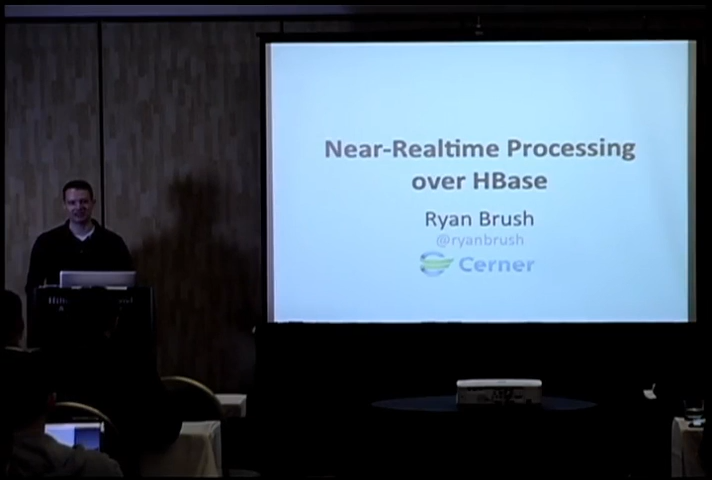 Near-Realtime Processing
over HBase
Ryan Brush
@ryanbrush
Cerner